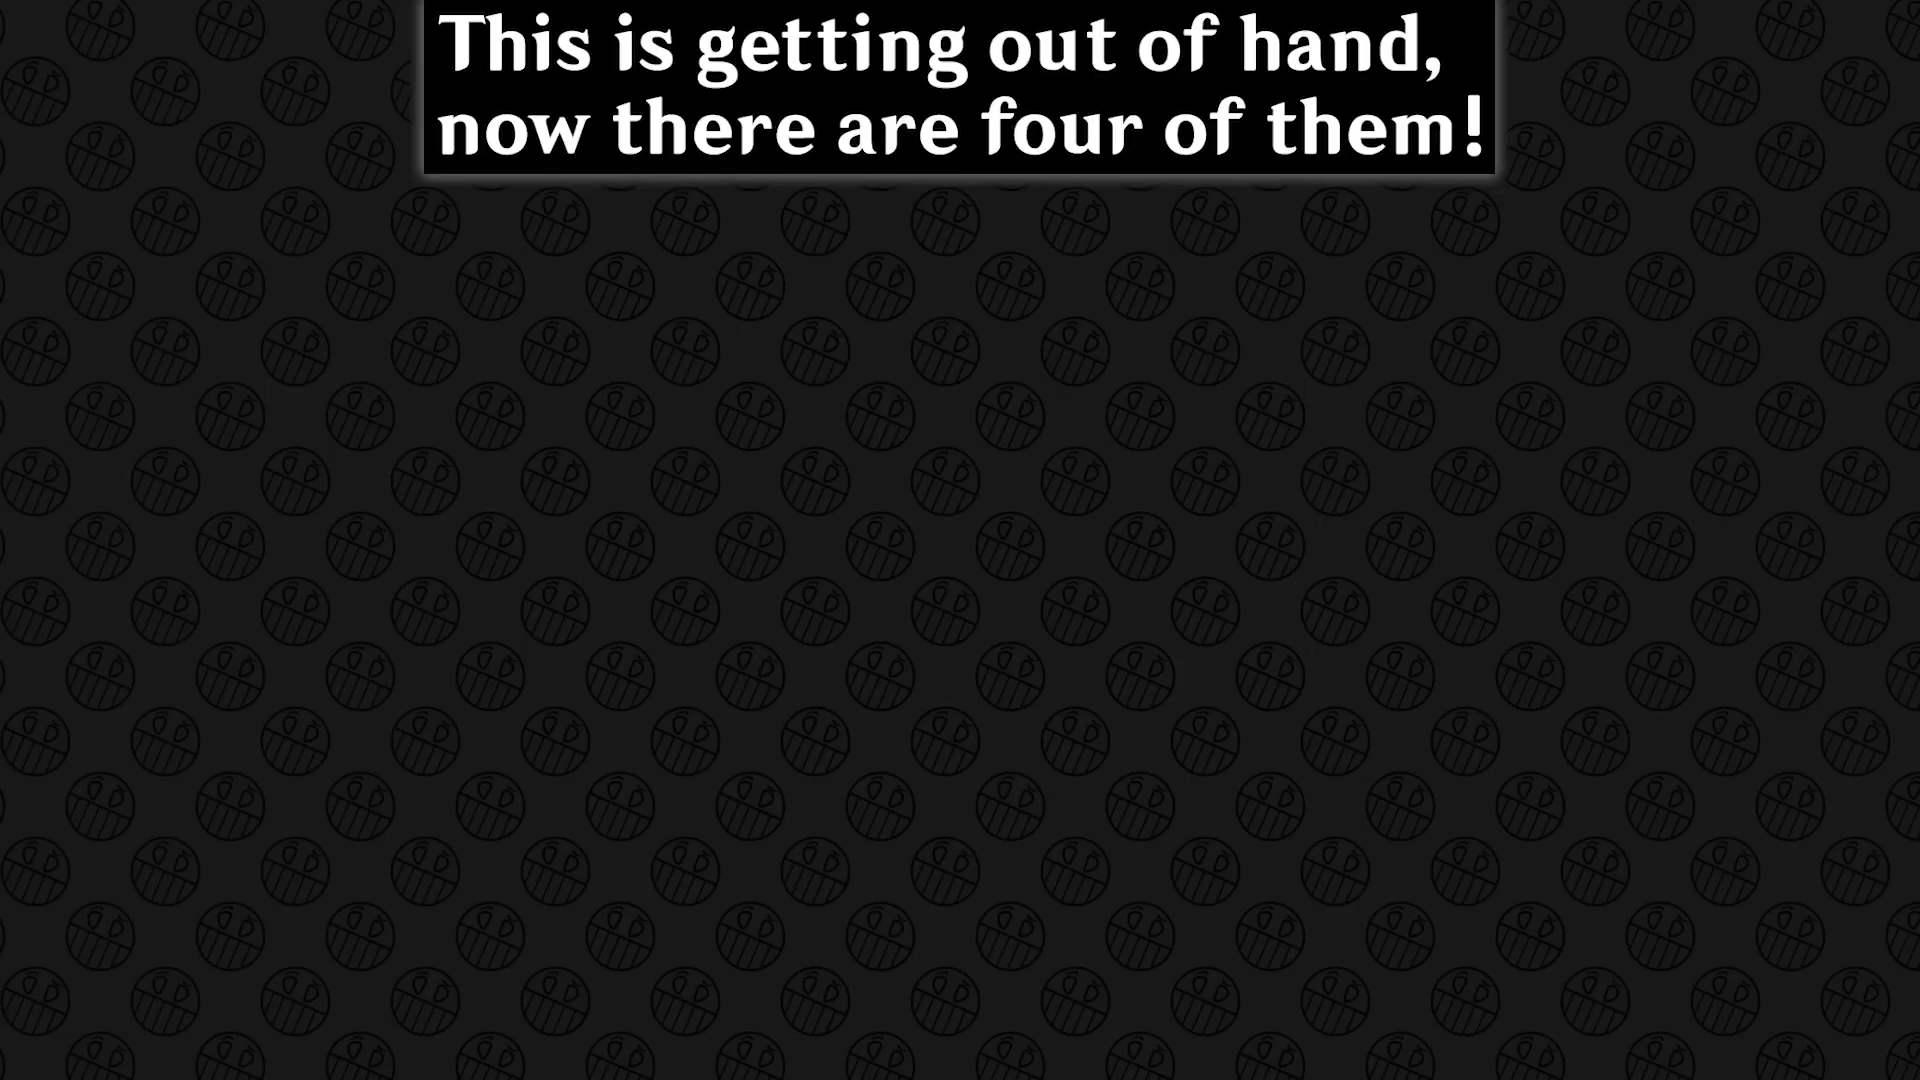 This is getting out of hand,
now there are four of them!